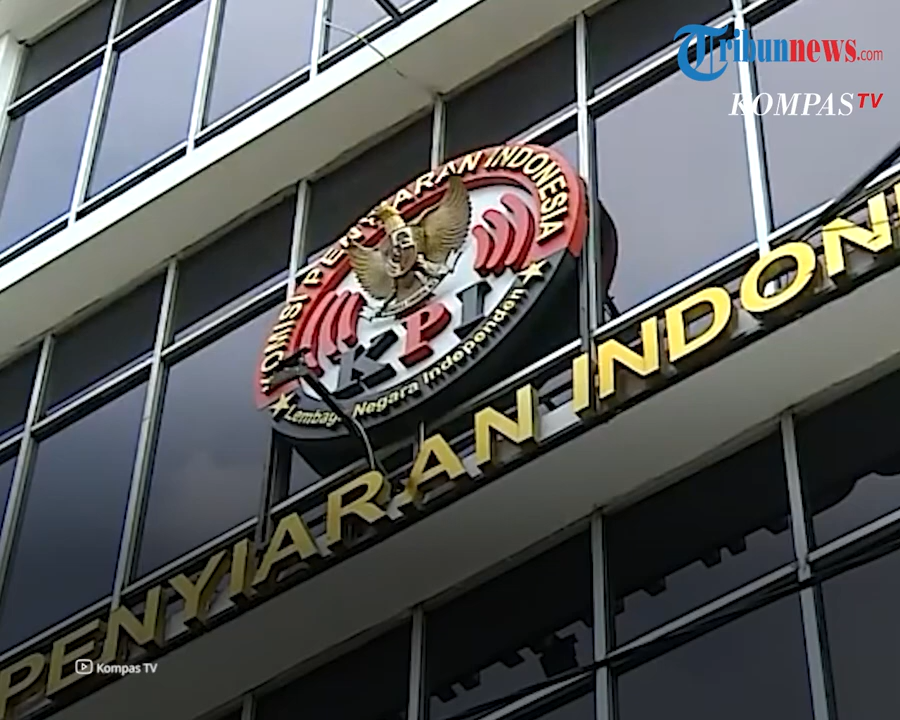 Tribunnews.com
KOMPAS TV
KOMISI PENYIARAN INDONESIA
KPI
Lembaga Negara Independen
PENYIARAN INDON
Kompas TV